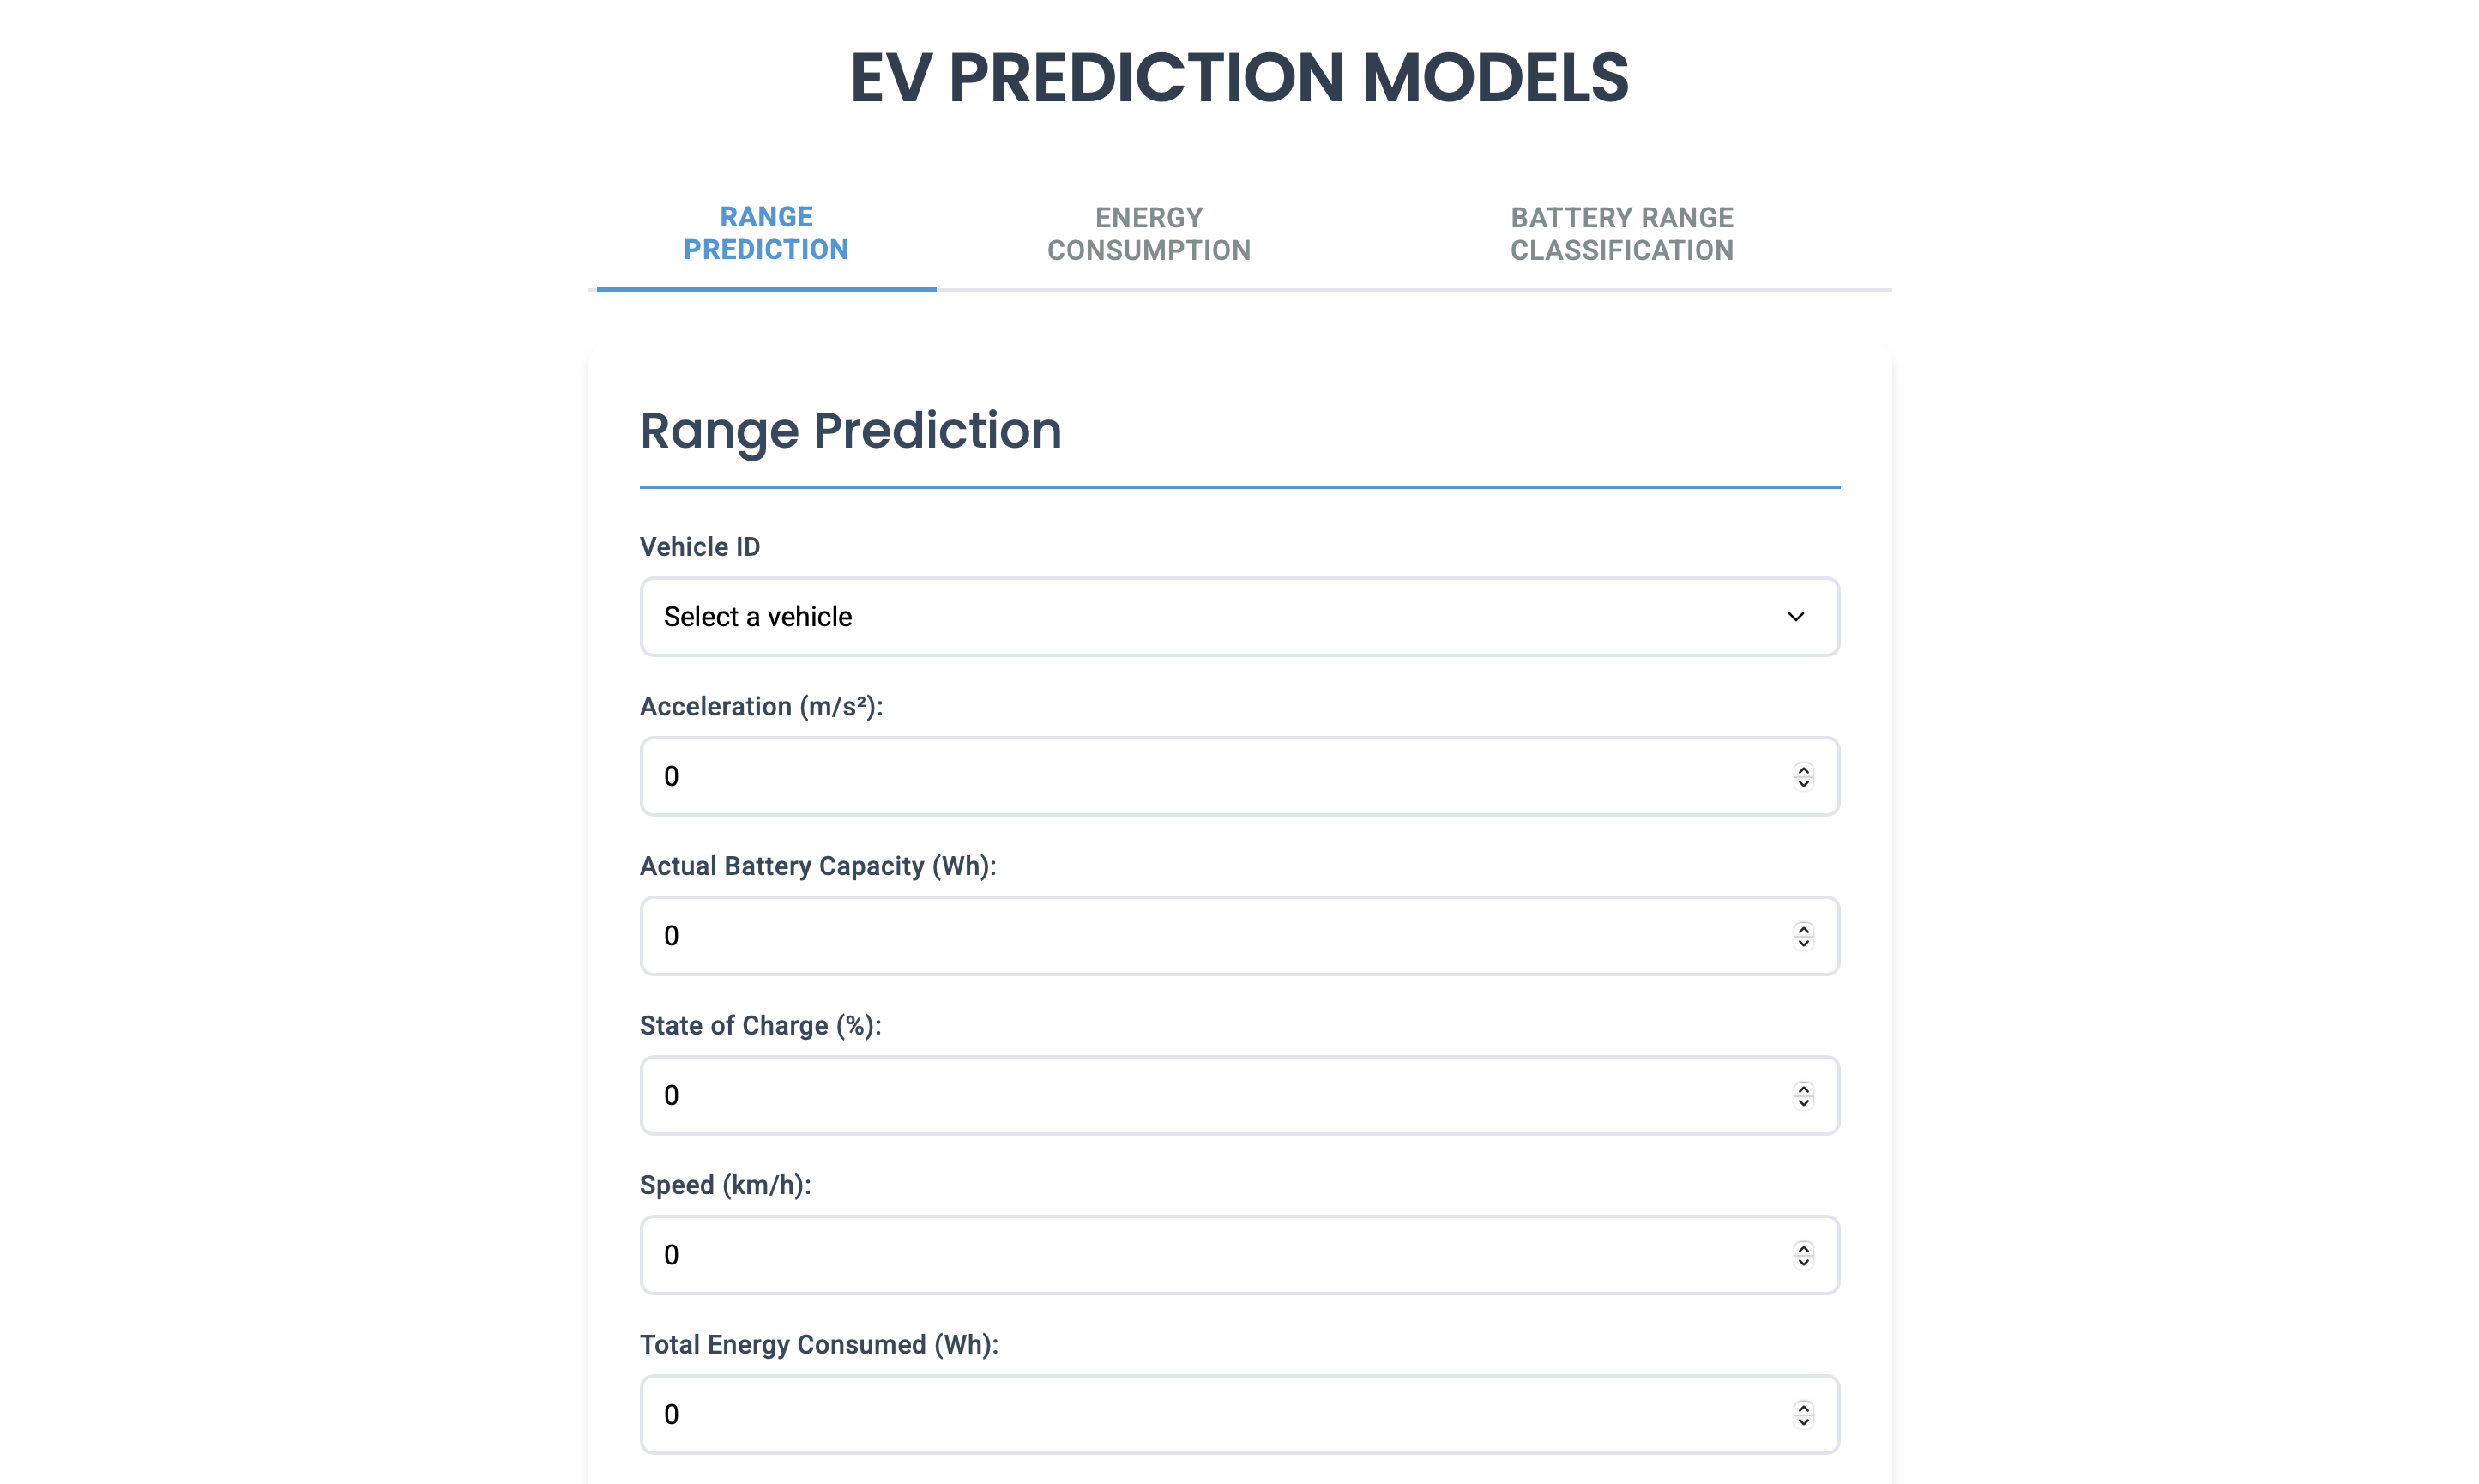 EV PREDICTION MODELS
RANGE
PREDICTION
ENERGY
CONSUMPTION
BATTERY RANGE
CLASSIFICATION
Range Prediction
Vehicle ID
Select a vehicle
Acceleration (m/s²):
0
Actual Battery Capacity (Wh):
0
State of Charge (%):
0
Speed (km/h):
0
Total Energy Consumed (Wh):
0